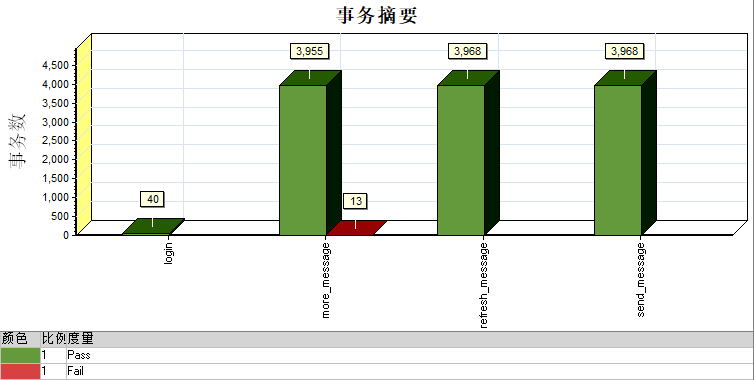 事务摘要
事务数
4,500
4,000
3,500
3,000
2,500
2,000
1,500
1,000
500
0
40
3,955
13
3,968
3,968
login
more_message
refresh_message
send_message
颜色 比例 度量
1 Pass
1 Fail